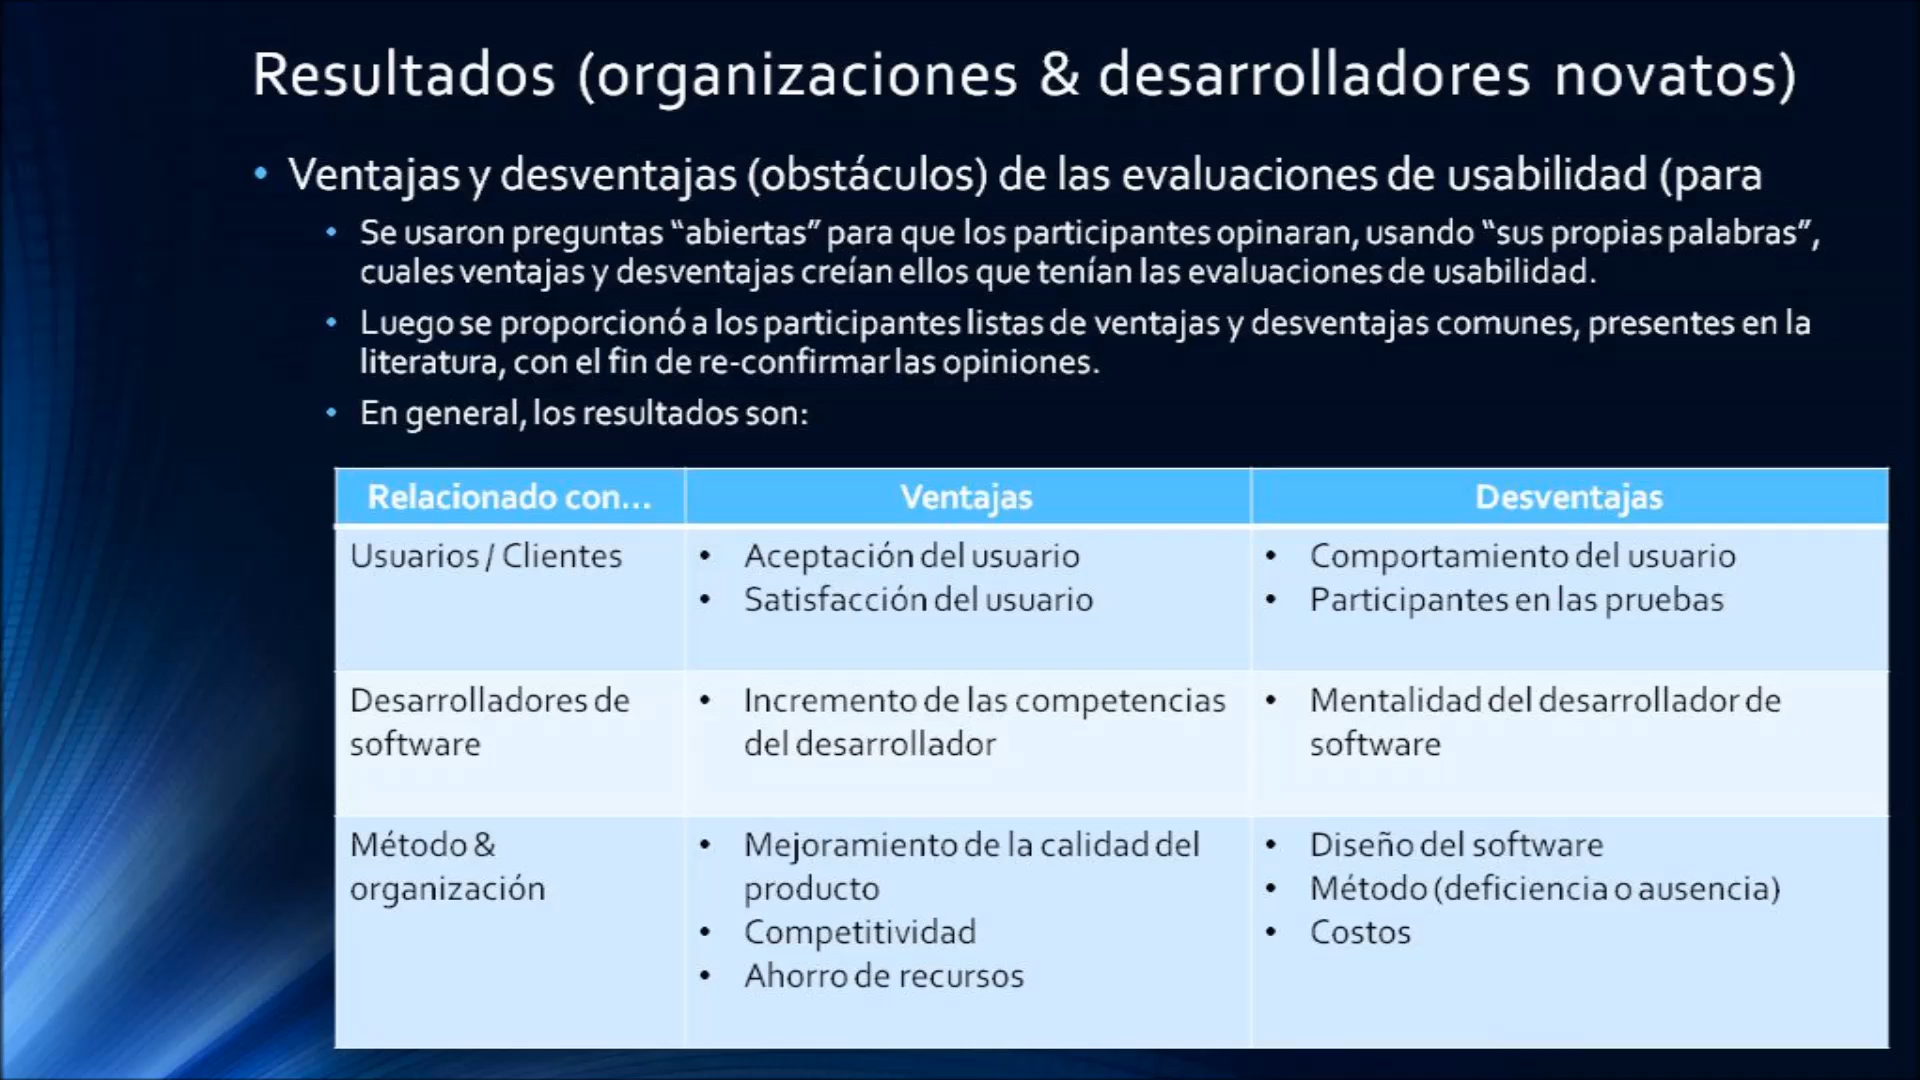 Resultados (organizaciones & desarrolladores novatos)
• Ventajas y desventajas (obstáculos) de las evaluaciones de usabilidad (para
• Se usaron preguntas “abiertas” para que los participantes opinaran, usando “sus propias palabras”,
cuales ventajas y desventajas creían ellos que tenían las evaluaciones de usabilidad.
• Luego se proporcionó a los participantes listas de ventajas y desventajas comunes, presentes en la
literatura, con el fin de re-confirmar las opiniones.
• En general, los resultados son:
Relacionado con...
Ventajas
Desventajas
Usuarios / Clientes
• Aceptación del usuario
• Satisfacción del usuario
• Comportamiento del usuario
• Participantes en las pruebas
Desarrolladores de
software
• Incremento de las competencias
del desarrollador
• Mentalidad del desarrollador de
software
Método &
organización
• Mejoramiento de la calidad del
producto
• Competitividad
• Ahorro de recursos
• Diseño del software
• Método (deficiencia o ausencia)
• Costos